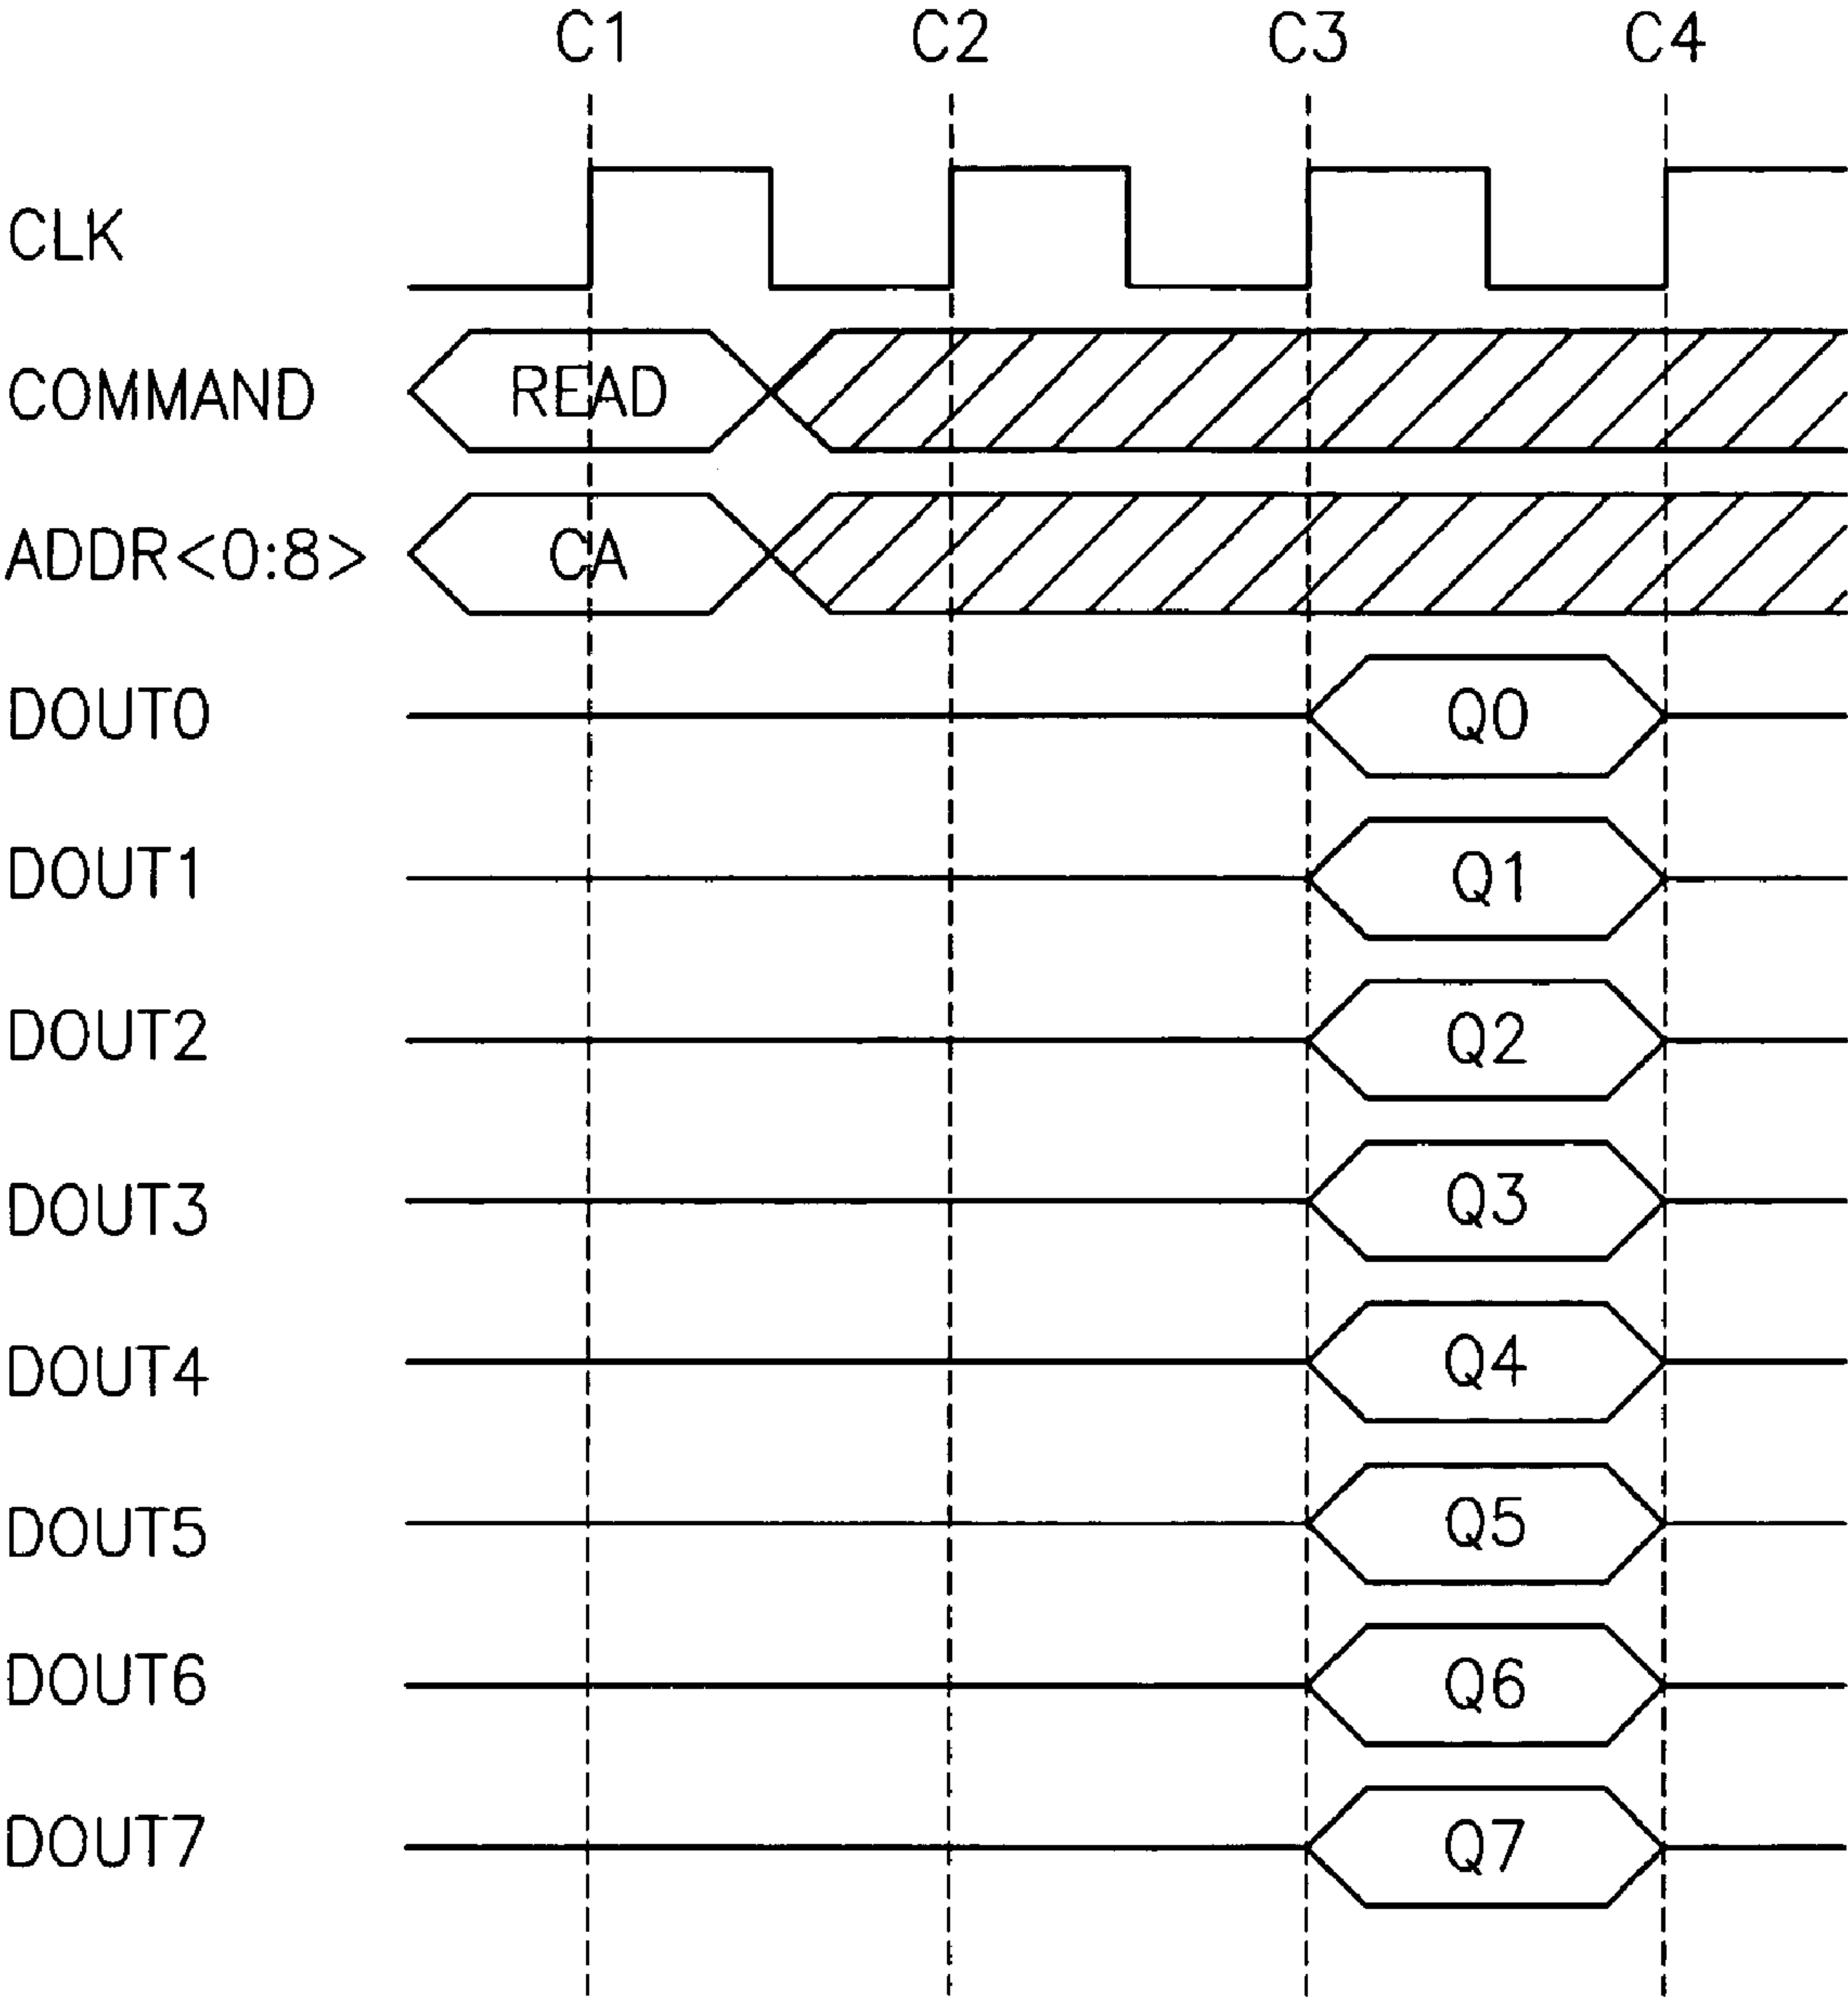 C1 C2 C3 C4
CLK
COMMAND READ
ADDR<0:8> CA
DOUT0 Q0
DOUT1 Q1
DOUT2 Q2
DOUT3 Q3
DOUT4 Q4
DOUT5 Q5
DOUT6 Q6
DOUT7 Q7